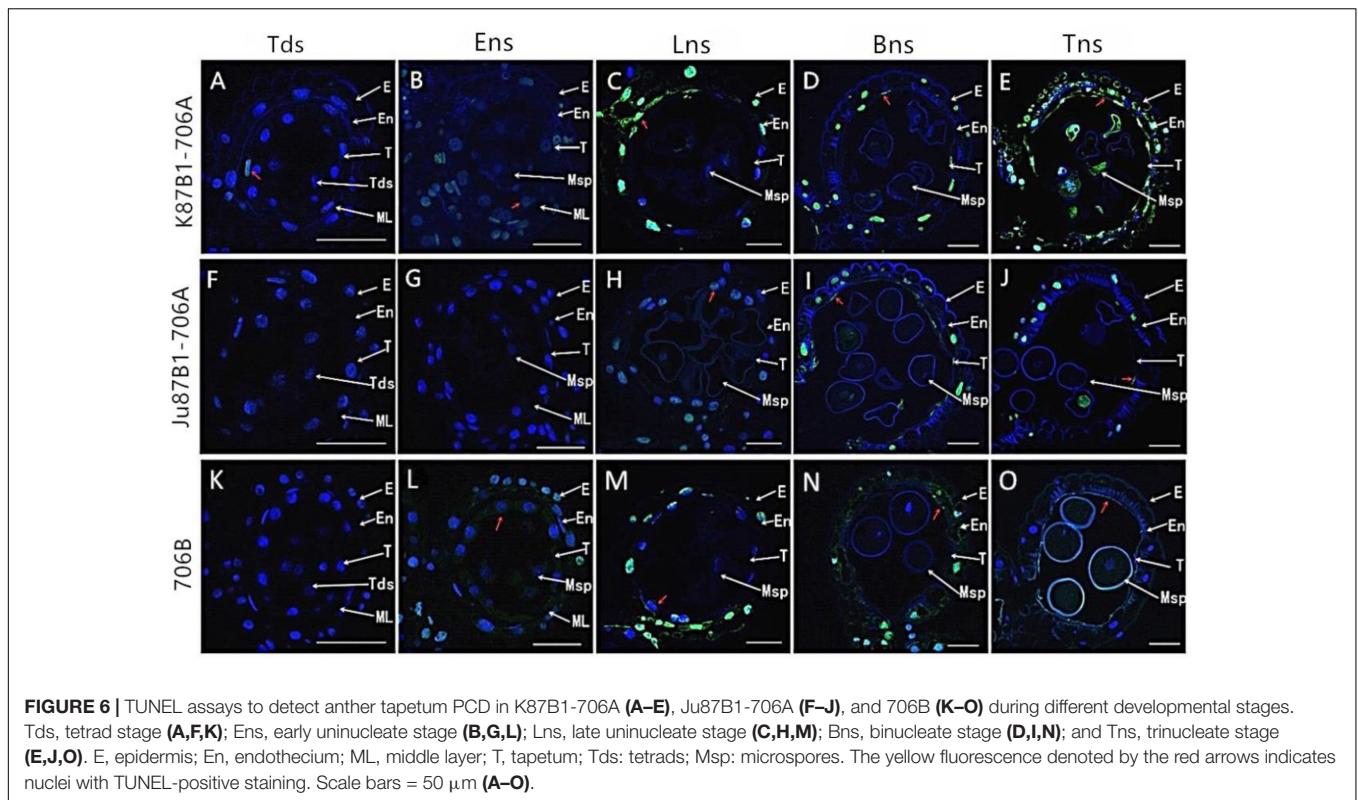 Tds Ens Lns Bns Tns
K87B1-706A
A E En T Tds ML
B E En T Msp ML
C E En T Msp
D E En T Msp
E E En T Msp
Ju87B1-706A
F E En T Tds ML
G E En T Msp ML
H E En T Msp
I E En T Msp
J E En T Msp
706B
K E En T Tds ML
L E En T Msp ML
M E En T Msp
N E En T Msp
O E En T Msp
FIGURE 6 | TUNEL assays to detect anther tapetum PCD in K87B1-706A (A–E), Ju87B1-706A (F–J), and 706B (K–O) during different developmental stages.
Tds, tetrad stage (A,F,K); Ens, early uninucleate stage (B,G,L); Lns, late uninucleate stage (C,H,M); Bns, binucleate stage (D,I,N); and Tns, trinucleate stage
(E,J,O). E, epidermis; En, endothecium; ML, middle layer; T, tapetum; Tds: tetrads; Msp: microspores. The yellow fluorescence denoted by the red arrows indicates
nuclei with TUNEL-positive staining. Scale bars = 50 μm (A–O).